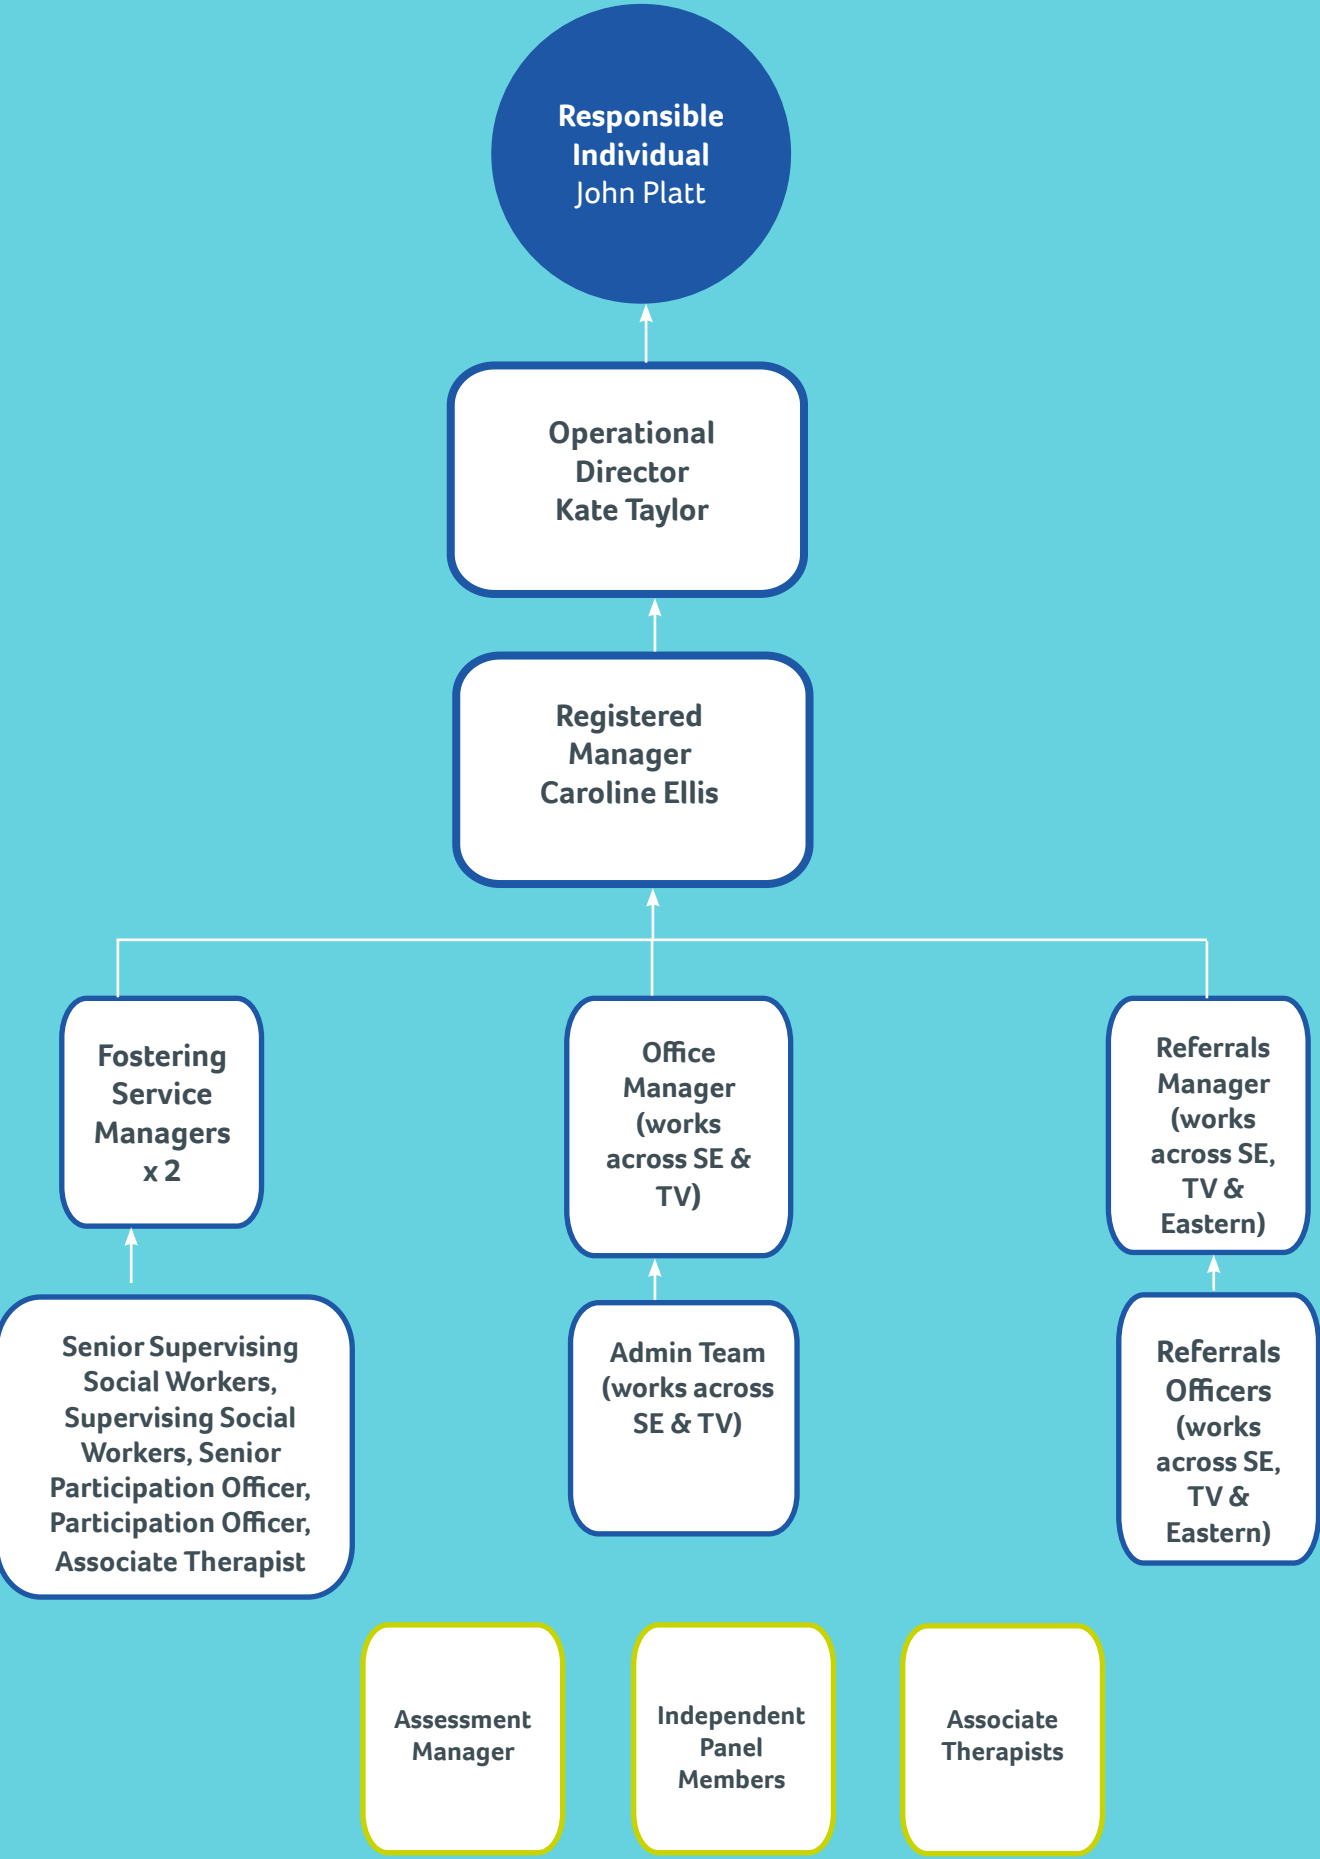 Responsible
Individual
John Platt
Operational
Director
Kate Taylor
Registered
Manager
Caroline Ellis
Fostering
Service
Managers
x 2
Office
Manager
(works
across SE &
TV)
Referrals
Manager
(works
across SE,
TV &
Eastern)
Senior Supervising
Social Workers,
Supervising Social
Workers, Senior
Participation Officer,
Participation Officer,
Associate Therapist
Admin Team
(works across
SE & TV)
Referrals
Officers
(works
across SE,
TV &
Eastern)
Assessment
Manager
Independent
Panel
Members
Associate
Therapists